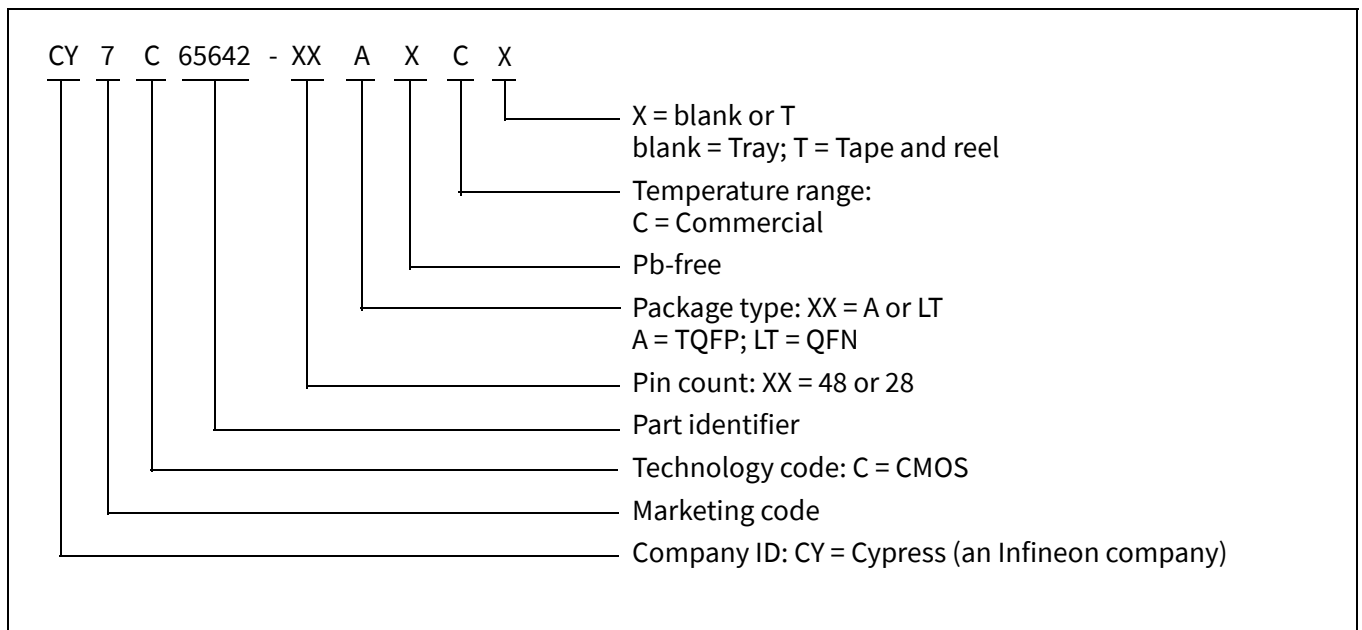 CY 7 C 65642 - XX A X C X
X = blank or T
blank = Tray; T = Tape and reel
Temperature range:
C = Commercial
Pb-free
Package type: XX = A or LT
A = TQFP; LT = QFN
Pin count: XX = 48 or 28
Part identifier
Technology code: C = CMOS
Marketing code
Company ID: CY = Cypress (an Infineon company)